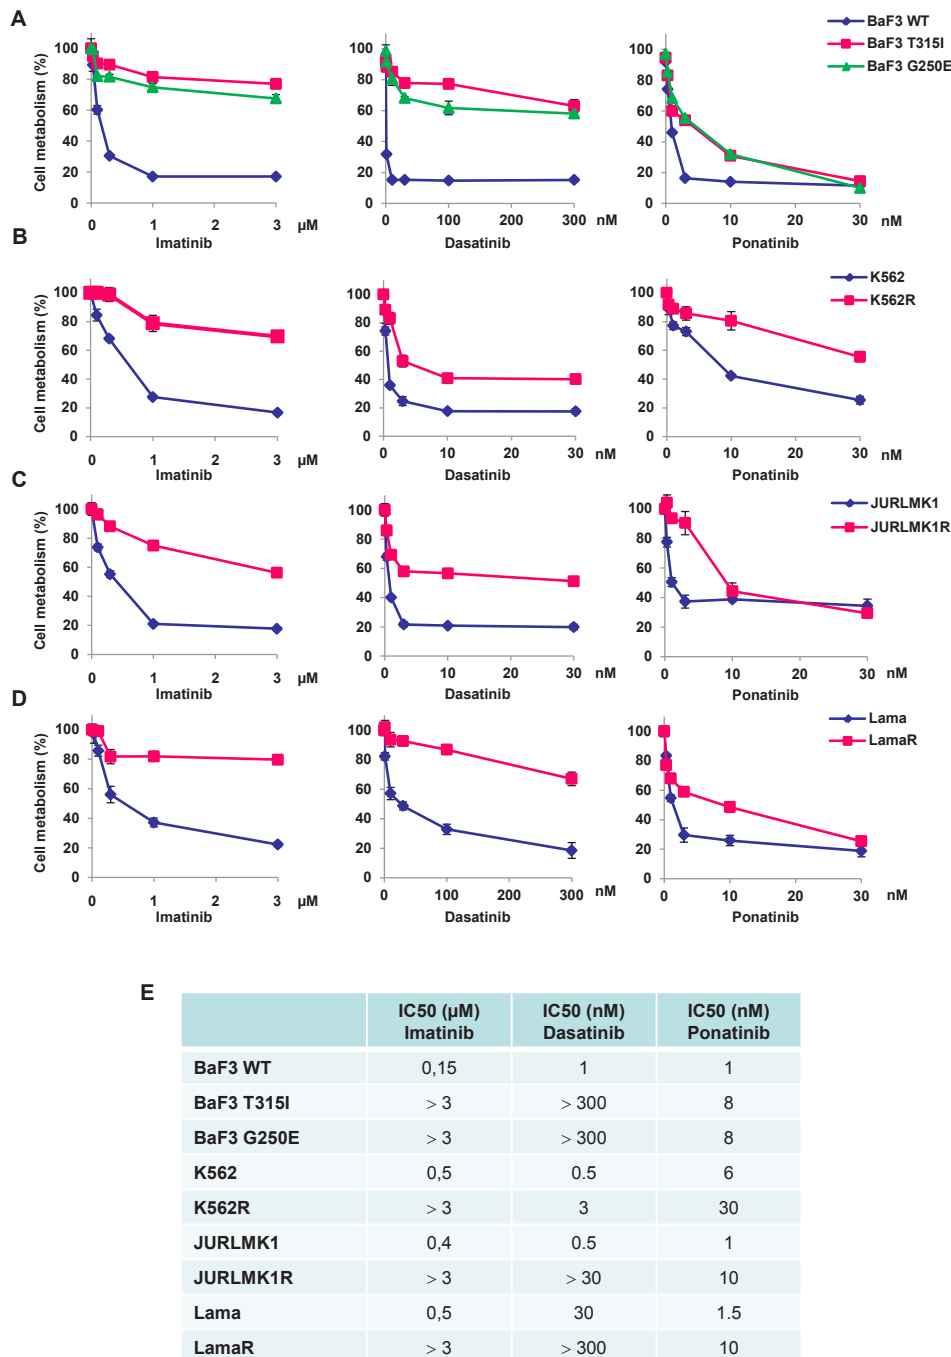 A
BaF3 WT
BaF3 T315I
BaF3 G250E
Cell metabolism (%)
100
80
60
40
20
0
0 1 2 3 µM
Imatinib
100
80
60
40
20
0
0 100 200 300 nM
Dasatinib
100
80
60
40
20
0
0 10 20 30 nM
Ponatinib
B
K562
K562R
Cell metabolism (%)
100
80
60
40
20
0
0 1 2 3 µM
Imatinib
100
80
60
40
20
0
0 10 20 30 nM
Dasatinib
100
80
60
40
20
0
0 10 20 30 nM
Ponatinib
C
JURLMK1
JURLMK1R
Cell metabolism (%)
100
80
60
40
20
0
0 1 2 3 µM
Imatinib
100
80
60
40
20
0
0 10 20 30 nM
Dasatinib
100
80
60
40
20
0
0 10 20 30 nM
Ponatinib
D
Lama
LamaR
Cell metabolism (%)
100
80
60
40
20
0
0 1 2 3 µM
Imatinib
100
80
60
40
20
0
0 100 200 300 nM
Dasatinib
100
80
60
40
20
0
0 10 20 30 nM
Ponatinib
E
IC50 (µM) IC50 (nM) IC50 (nM)
Imatinib Dasatinib Ponatinib
BaF3 WT 0,15 1 1
BaF3 T315I > 3 > 300 8
BaF3 G250E > 3 > 300 8
K562 0,5 0.5 6
K562R > 3 3 30
JURLMK1 0,4 0.5 1
JURLMK1R > 3 > 30 10
Lama 0,5 30 1.5
LamaR > 3 > 300 10